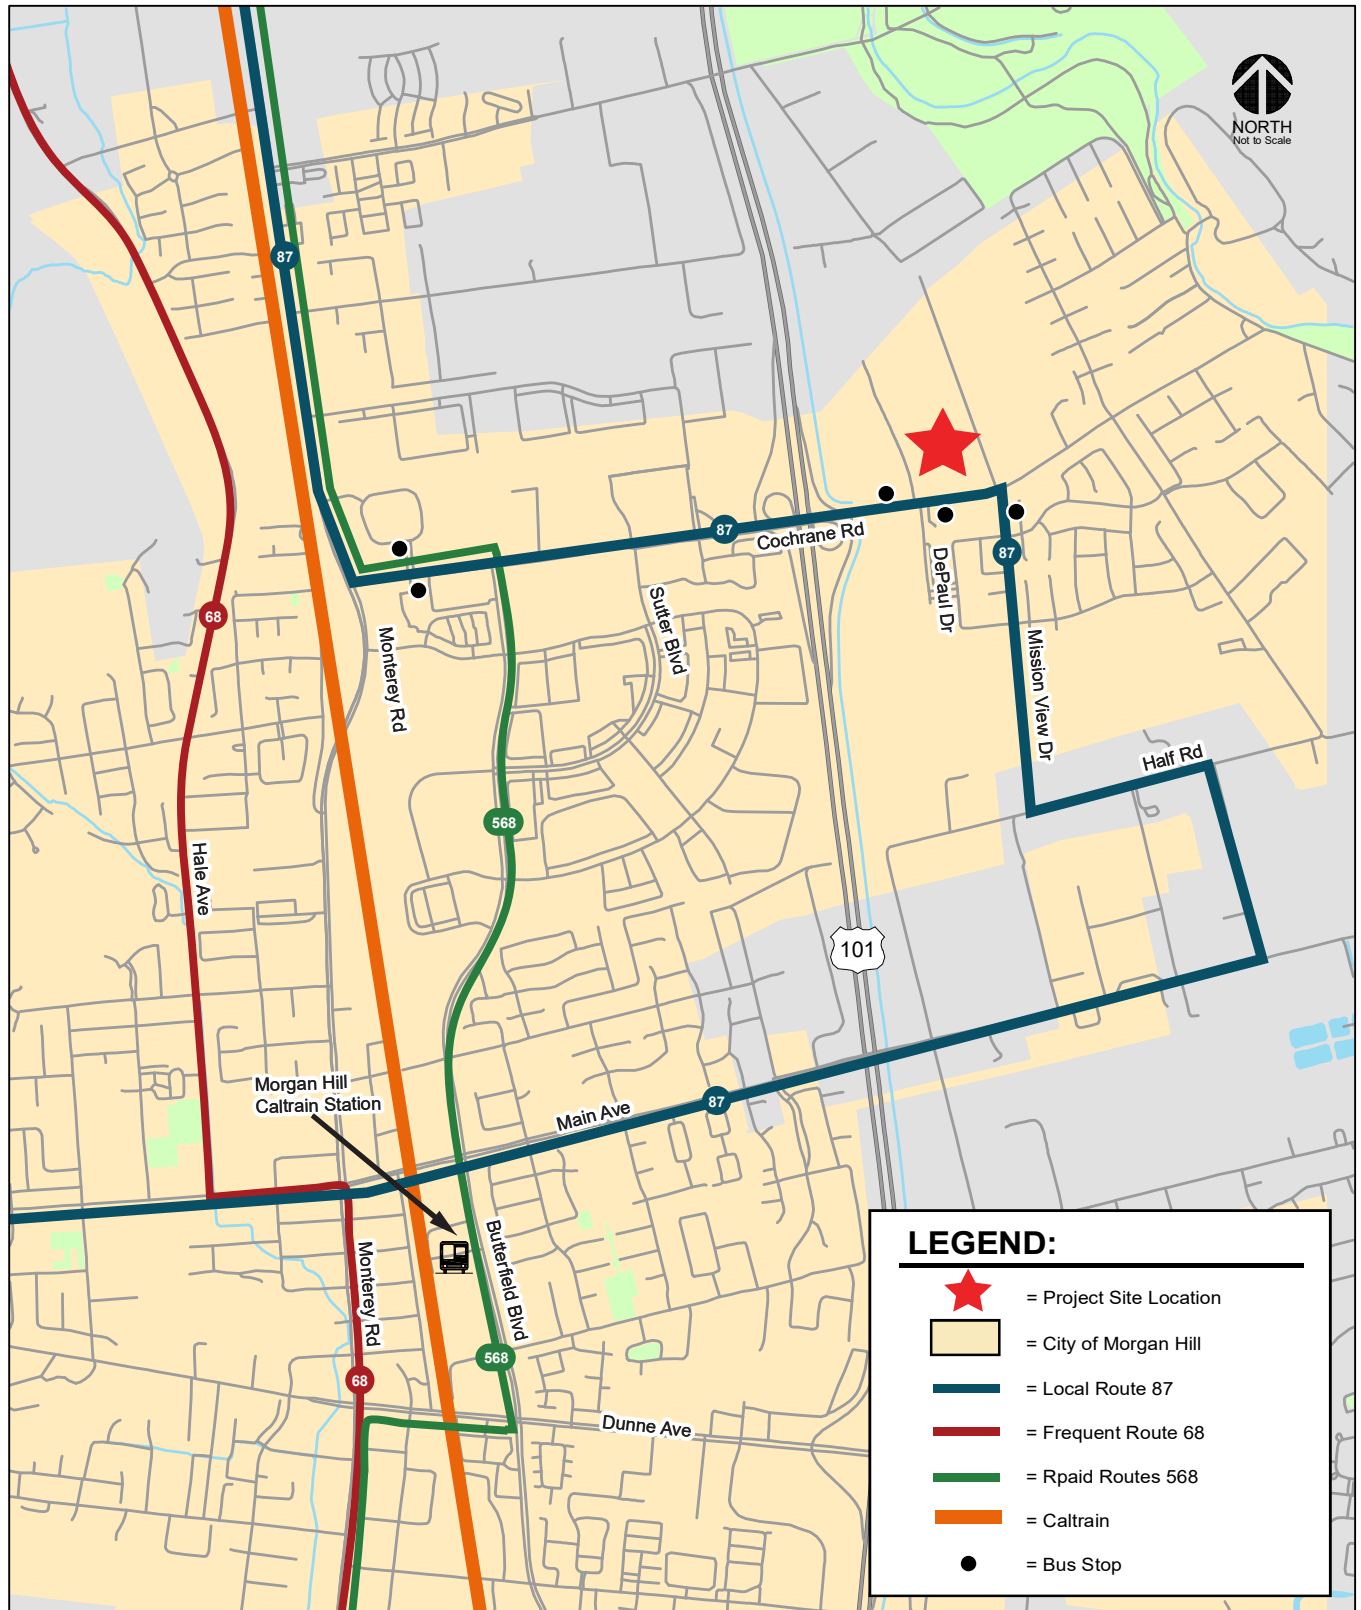 NORTH
Not to Scale
87
87
Cochrane Rd
87
68
Sutter Blvd
DePaul Dr
Monterey Rd
Mission View Dr
Half Rd
568
Hale Ave
101
Morgan Hill
Caltrain Station
Main Ave
87
Butterfield Blvd
Monterey Rd
568
68
Dunne Ave
LEGEND:
= Project Site Location
= City of Morgan Hill
= Local Route 87
= Frequent Route 68
= Rpaid Routes 568
= Caltrain
= Bus Stop